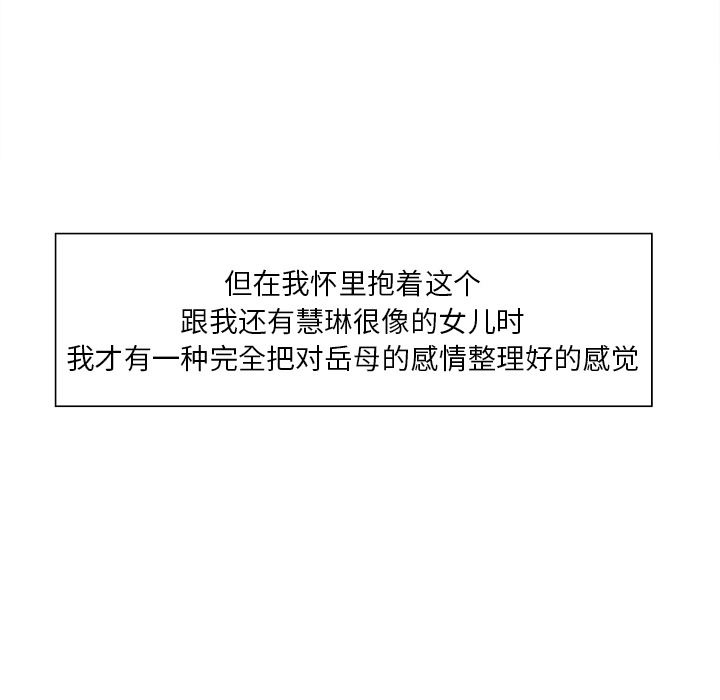 但在我怀里抱着这个
跟我还有慧琳很像的女儿时
我才有一种完全把对岳母的感情整理好的感觉